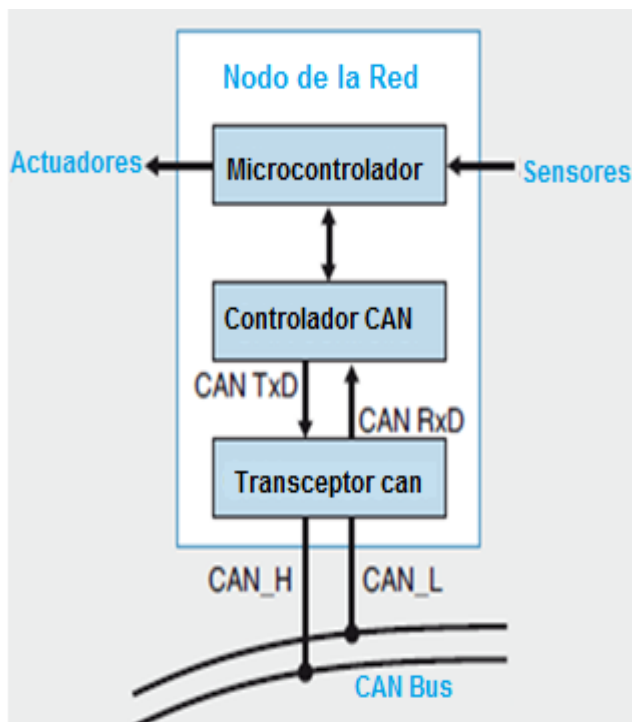 Nodo de la Red
Actuadores
Microcontrolador
Sensores
Controlador CAN
CAN TxD
CAN RxD
Transceptor can
CAN_H
CAN_L
CAN Bus